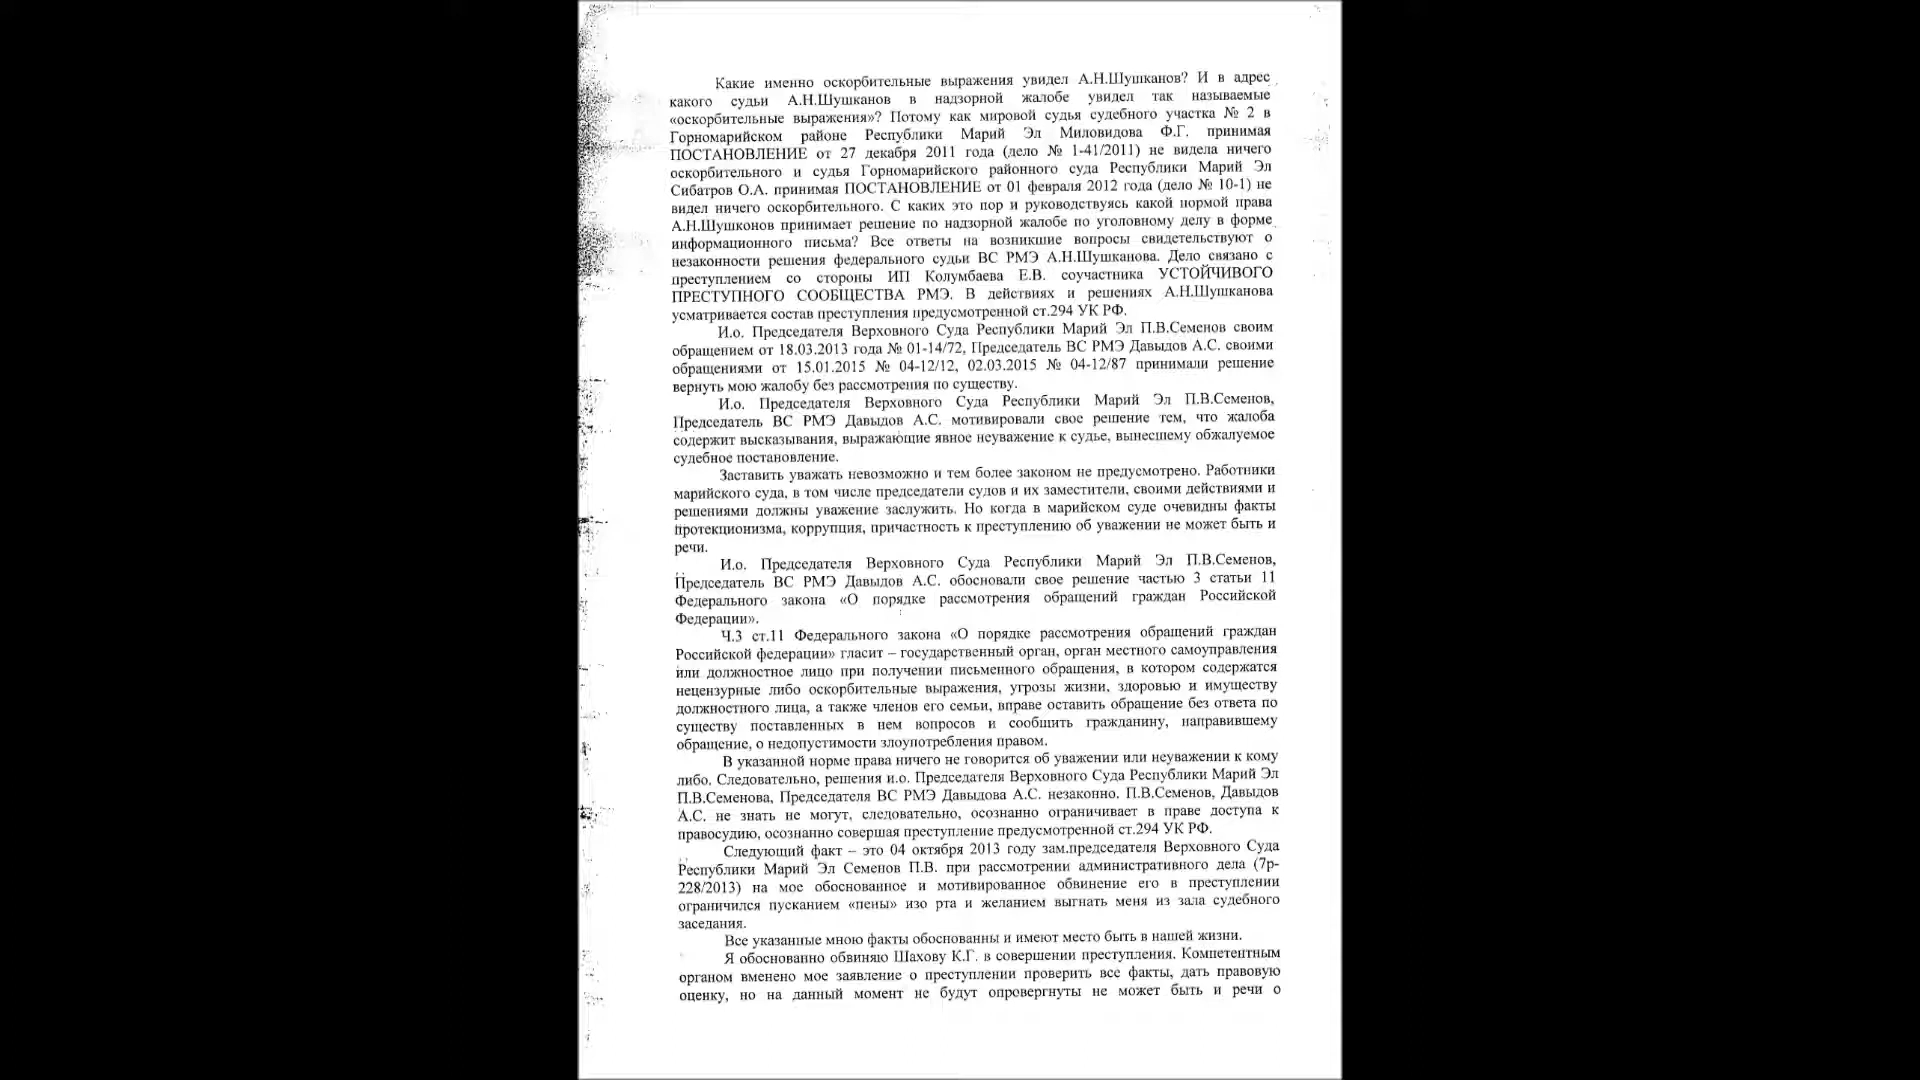 Какие именно оскорбительные выражения увидел А.Н.Шушканов? И в адрес
какого судьи А.Н.Шушканов в надзорной жалобе увидел так называемые
«оскорбительные выражения»? Потому как мировой судья судебного участка № 2 в
Горномарийском районе Республики Марий Эл Миловидова Ф.Г. принимая
ПОСТАНОВЛЕНИЕ от 27 декабря 2011 года (дело № 1-41/2011) не видела ничего
оскорбительного и судья Горномарийского районного суда Республики Марий Эл
Сибатров О.А. принимая ПОСТАНОВЛЕНИЕ от 01 февраля 2012 года (дело № 10-1) не
видел ничего оскорбительного. С каких это пор и руководствуясь какой нормой права
А.Н.Шушконов принимает решение по надзорной жалобе по уголовному делу в форме
информационного письма? Все ответы на возникшие вопросы свидетельствуют о
незаконности решения федерального судьи ВС РМЭ А.Н.Шушканова. Дело связано с
преступлением со стороны ИП Колумбаева Е.В. соучастника УСТОЙЧИВОГО
ПРЕСТУПНОГО СООБЩЕСТВА РМЭ. В действиях и решениях А.Н.Шушканова
усматривается состав преступления предусмотренной ст.294 УК РФ.
И.о. Председателя Верховного Суда Республики Марий Эл П.В.Семенов своим
обращением от 18.03.2013 года № 01-14/72, Председатель ВС РМЭ Давыдов А.С. своими
обращениями от 15.01.2015 № 04-12/12, 02.03.2015 № 04-12/87 принимали решение
вернуть мою жалобу без рассмотрения по существу.
И.о. Председателя Верховного Суда Республики Марий Эл П.В.Семенов,
Председатель ВС РМЭ Давыдов А.С. мотивировали свое решение тем, что жалоба
содержит высказывания, выражающие явное неуважение к судье, вынесшему обжалуемое
судебное постановление.
Заставить уважать невозможно и тем более законом не предусмотрено. Работники
марийского суда, в том числе председатели судов и их заместители, своими действиями и
решениями должны уважение заслужить. Но когда в марийском суде очевидны факты
протекционизма, коррупция, причастность к преступлению об уважении не может быть и
речи.
И.о. Председателя Верховного Суда Республики Марий Эл П.В.Семенов,
Председатель ВС РМЭ Давыдов А.С. обосновали свое решение частью 3 статьи 11
Федерального закона «О порядке рассмотрения обращений граждан Российской
Федерации».
Ч.3 ст.11 Федерального закона «О порядке рассмотрения обращений граждан
Российской федерации» гласит – государственный орган, орган местного самоуправления
или должностное лицо при получении письменного обращения, в котором содержатся
нецензурные либо оскорбительные выражения, угрозы жизни, здоровью и имуществу
должностного лица, а также членов его семьи, вправе оставить обращение без ответа по
существу поставленных в нем вопросов и сообщить гражданину, направившему
обращение, о недопустимости злоупотребления правом.
В указанной норме права ничего не говорится об уважении или неуважении к кому
либо. Следовательно, решения и.о. Председателя Верховного Суда Республики Марий Эл
П.В.Семенова, Председателя ВС РМЭ Давыдова А.С. незаконно. П.В.Семенов, Давыдов
А.С. не знать не могут, следовательно, осознано ограничивает в праве доступа к
правосудию, осознанно совершая преступление предусмотренной ст.294 УК РФ.
Следующий факт – это 04 октября 2013 году зам.председателя Верховного Суда
Республики Марий Эл Семенов П.В. при рассмотрении административного дела (7р-
228/2013) на мое обоснованное и мотивированное обвинение его в преступлении
ограничился пусканием «пены» изо рта и желанием выгнать меня из зала судебного
заседания.
Все указанные мною факты обоснованны и имеют место быть в нашей жизни.
Я обоснованно обвиняю Шахову К.Г. в совершении преступления. Компетентным
органом вменено мое заявление о преступлении проверить все факты, дать правовую
оценку, но на данный момент не будут опровергнуты не может быть и речи о